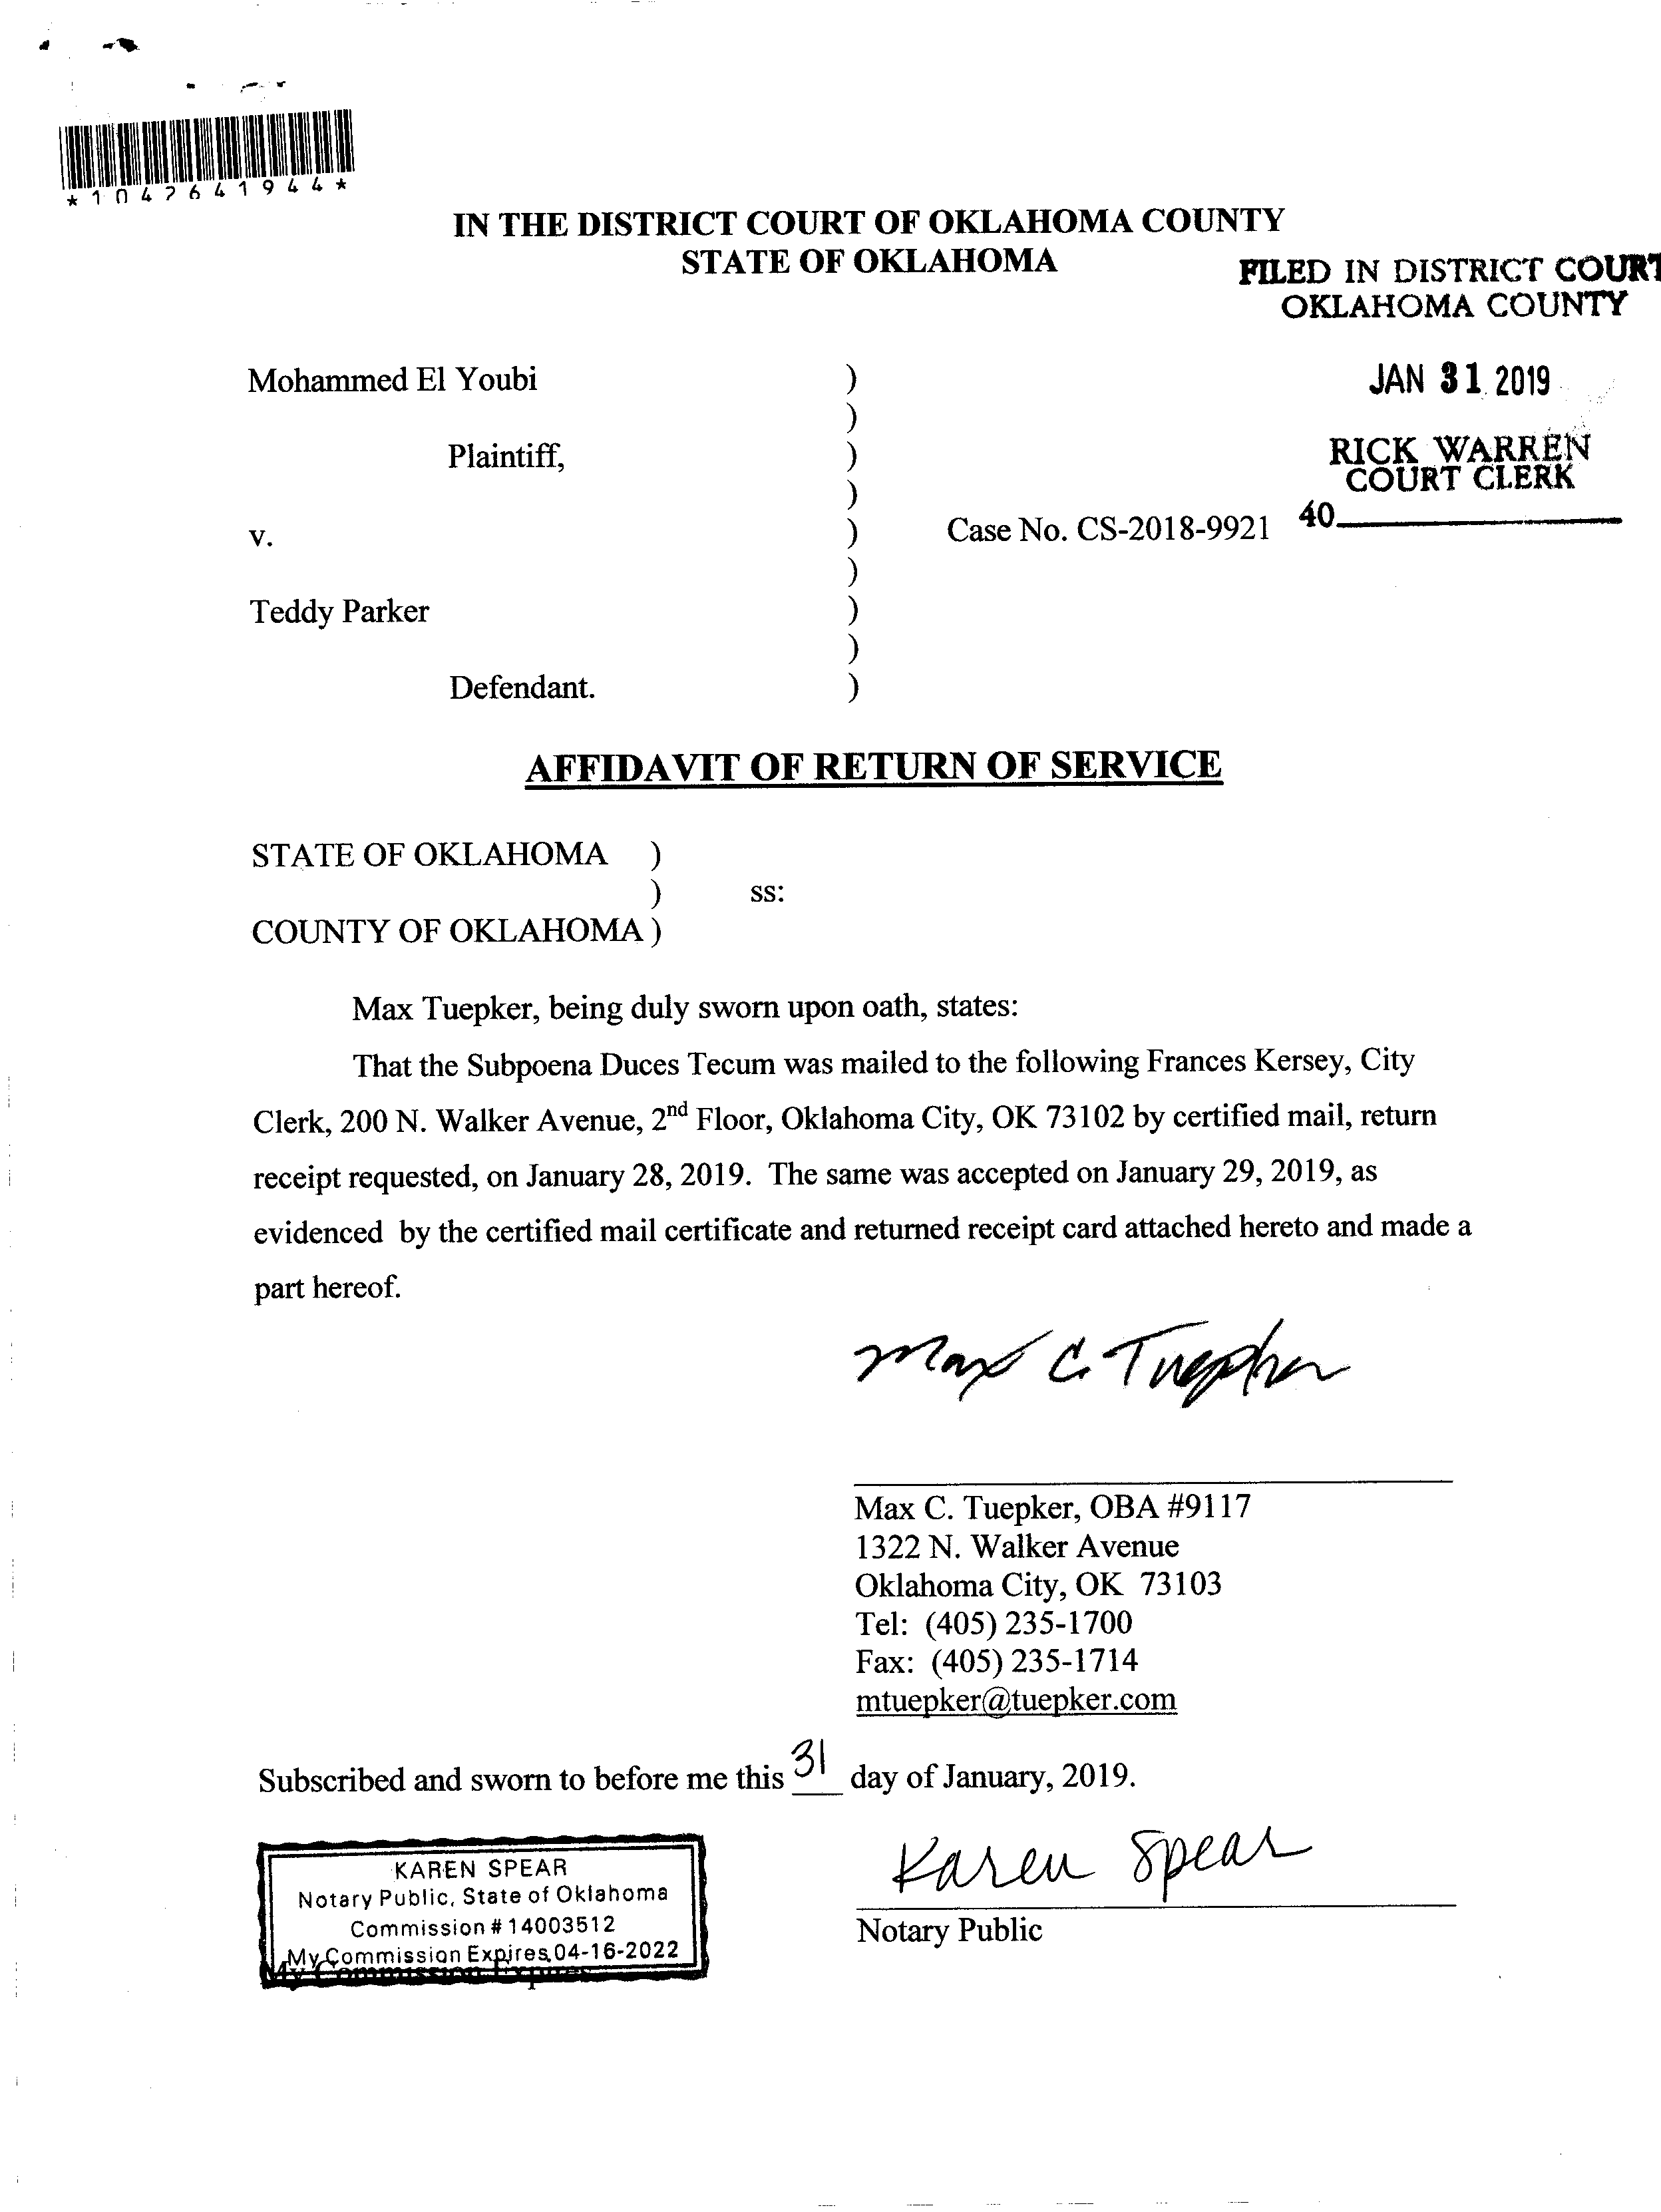 *1042641944*
IN THE DISTRICT COURT OF OKLAHOMA COUNTY
STATE OF OKLAHOMA
FILED IN DISTRICT COURT
OKLAHOMA COUNTY
JAN 31 2019
RICK WARREN
COURT CLERK
40
Mohammed El Youbi )
)
Plaintiff, )
)
v. ) Case No. CS-2018-9921
)
Teddy Parker )
)
Defendant. )
AFFIDAVIT OF RETURN OF SERVICE
STATE OF OKLAHOMA )
) ss:
COUNTY OF OKLAHOMA )
Max Tuepker, being duly sworn upon oath, states:
That the Subpoena Duces Tecum was mailed to the following Frances Kersey, City
Clerk, 200 N. Walker Avenue, 2nd Floor, Oklahoma City, OK 73102 by certified mail, return
receipt requested, on January 28, 2019. The same was accepted on January 29, 2019, as
evidenced by the certified mail certificate and returned receipt card attached hereto and made a
part hereof.
Max C. Tuepker
Max C. Tuepker, OBA #9117
1322 N. Walker Avenue
Oklahoma City, OK 73103
Tel: (405) 235-1700
Fax: (405) 235-1714
mtuepker@tuepker.com
Subscribed and sworn to before me this 31 day of January, 2019.
KAREN SPEAR
Notary Public, State of Oklahoma
Commission # 14003512
My Commission Expires 04-16-2022
My Commission Expires
Karen Spear
Notary Public